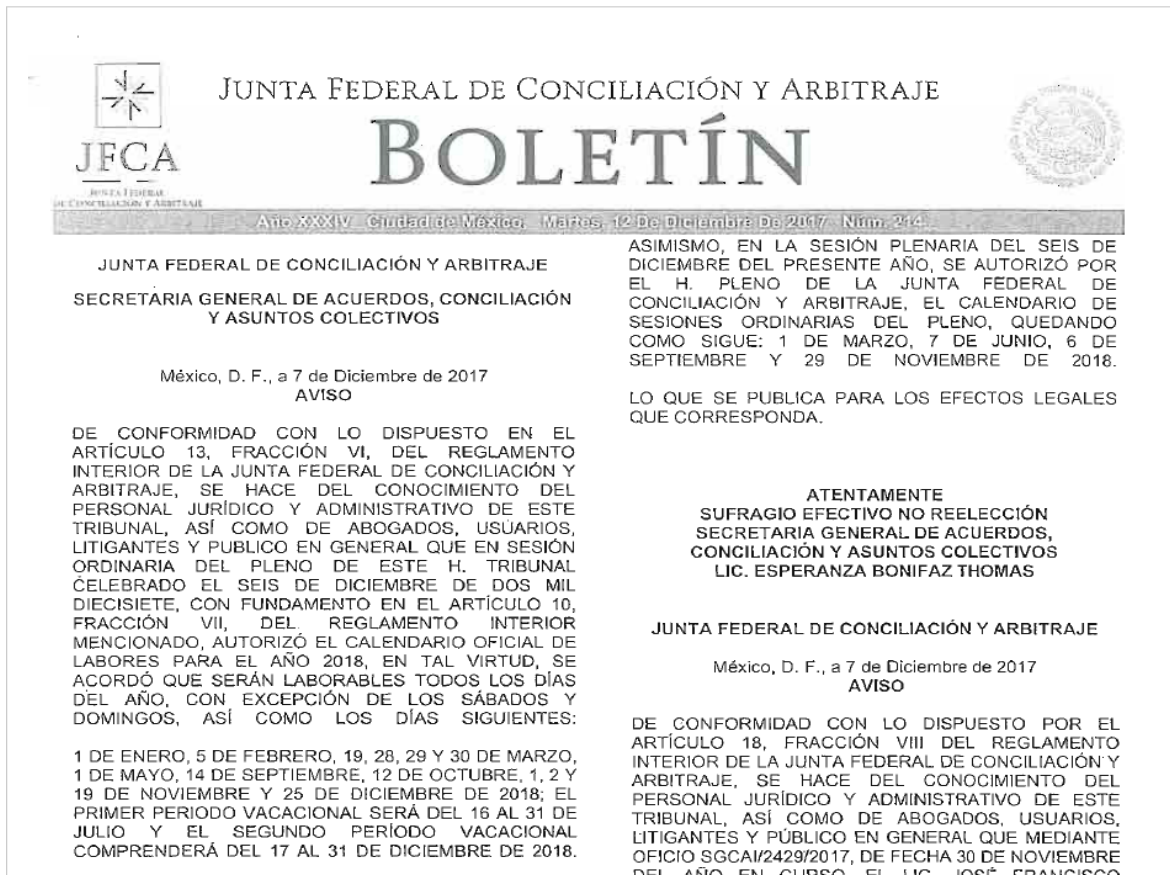 JUNTA FEDERAL DE CONCILIACIÓN Y ARBITRAJE
BOLETÍN
JFCA
JUNTA FEDERAL
DE CONCILIACIÓN Y ARBITRAJE
Año XXXIV Ciudad de México, Martes, 12 De Diciembre De 2017 Núm. 214
JUNTA FEDERAL DE CONCILIACIÓN Y ARBITRAJE
SECRETARIA GENERAL DE ACUERDOS, CONCILIACIÓN
Y ASUNTOS COLECTIVOS
México, D. F., a 7 de Diciembre de 2017
AVISO
DE CONFORMIDAD CON LO DISPUESTO EN EL
ARTÍCULO 13, FRACCIÓN VI, DEL REGLAMENTO
INTERIOR DE LA JUNTA FEDERAL DE CONCILIACIÓN Y
ARBITRAJE, SE HACE DEL CONOCIMIENTO DEL
PERSONAL JURÍDICO Y ADMINISTRATIVO DE ESTE
TRIBUNAL, ASÍ COMO DE ABOGADOS, USUARIOS,
LITIGANTES Y PUBLICO EN GENERAL QUE EN SESIÓN
ORDINARIA DEL PLENO DE ESTE H. TRIBUNAL
CELEBRADO EL SEIS DE DICIEMBRE DE DOS MIL
DIECISIETE, CON FUNDAMENTO EN EL ARTÍCULO 10,
FRACCIÓN VII, DEL REGLAMENTO INTERIOR
MENCIONADO, AUTORIZÓ EL CALENDARIO OFICIAL DE
LABORES PARA EL AÑO 2018, EN TAL VIRTUD, SE
ACORDÓ QUE SERÁN LABORABLES TODOS LOS DÍAS
DEL AÑO, CON EXCEPCIÓN DE LOS SÁBADOS Y
DOMINGOS, ASÍ COMO LOS DÍAS SIGUIENTES:
1 DE ENERO, 5 DE FEBRERO, 19, 28, 29 Y 30 DE MARZO,
1 DE MAYO, 14 DE SEPTIEMBRE, 12 DE OCTUBRE, 1, 2 Y
19 DE NOVIEMBRE Y 25 DE DICIEMBRE DE 2018; EL
PRIMER PERIODO VACACIONAL SERÁ DEL 16 AL 31 DE
JULIO Y EL SEGUNDO PERÍODO VACACIONAL
COMPRENDERÁ DEL 17 AL 31 DE DICIEMBRE DE 2018.
ASIMISMO, EN LA SESIÓN PLENARIA DEL SEIS DE
DICIEMBRE DEL PRESENTE AÑO, SE AUTORIZÓ POR
EL H. PLENO DE LA JUNTA FEDERAL DE
CONCILIACIÓN Y ARBITRAJE, EL CALENDARIO DE
SESIONES ORDINARIAS DEL PLENO, QUEDANDO
COMO SIGUE: 1 DE MARZO, 7 DE JUNIO, 6 DE
SEPTIEMBRE Y 29 DE NOVIEMBRE DE 2018.
LO QUE SE PUBLICA PARA LOS EFECTOS LEGALES
QUE CORRESPONDA.
ATENTAMENTE
SUFRAGIO EFECTIVO NO REELECCIÓN
SECRETARIA GENERAL DE ACUERDOS,
CONCILIACIÓN Y ASUNTOS COLECTIVOS
LIC. ESPERANZA BONIFAZ THOMAS
JUNTA FEDERAL DE CONCILIACIÓN Y ARBITRAJE
México, D. F., a 7 de Diciembre de 2017
AVISO
DE CONFORMIDAD CON LO DISPUESTO POR EL
ARTÍCULO 18, FRACCIÓN VIII DEL REGLAMENTO
INTERIOR DE LA JUNTA FEDERAL DE CONCILIACIÓN Y
ARBITRAJE, SE HACE DEL CONOCIMIENTO DEL
PERSONAL JURÍDICO Y ADMINISTRATIVO DE ESTE
TRIBUNAL, ASÍ COMO DE ABOGADOS, USUARIOS,
LITIGANTES Y PÚBLICO EN GENERAL QUE MEDIANTE
OFICIO SGCAI/2429/2017, DE FECHA 30 DE NOVIEMBRE
DEL AÑO EN CURSO, EL LIC. JOSÉ FRANCISCO